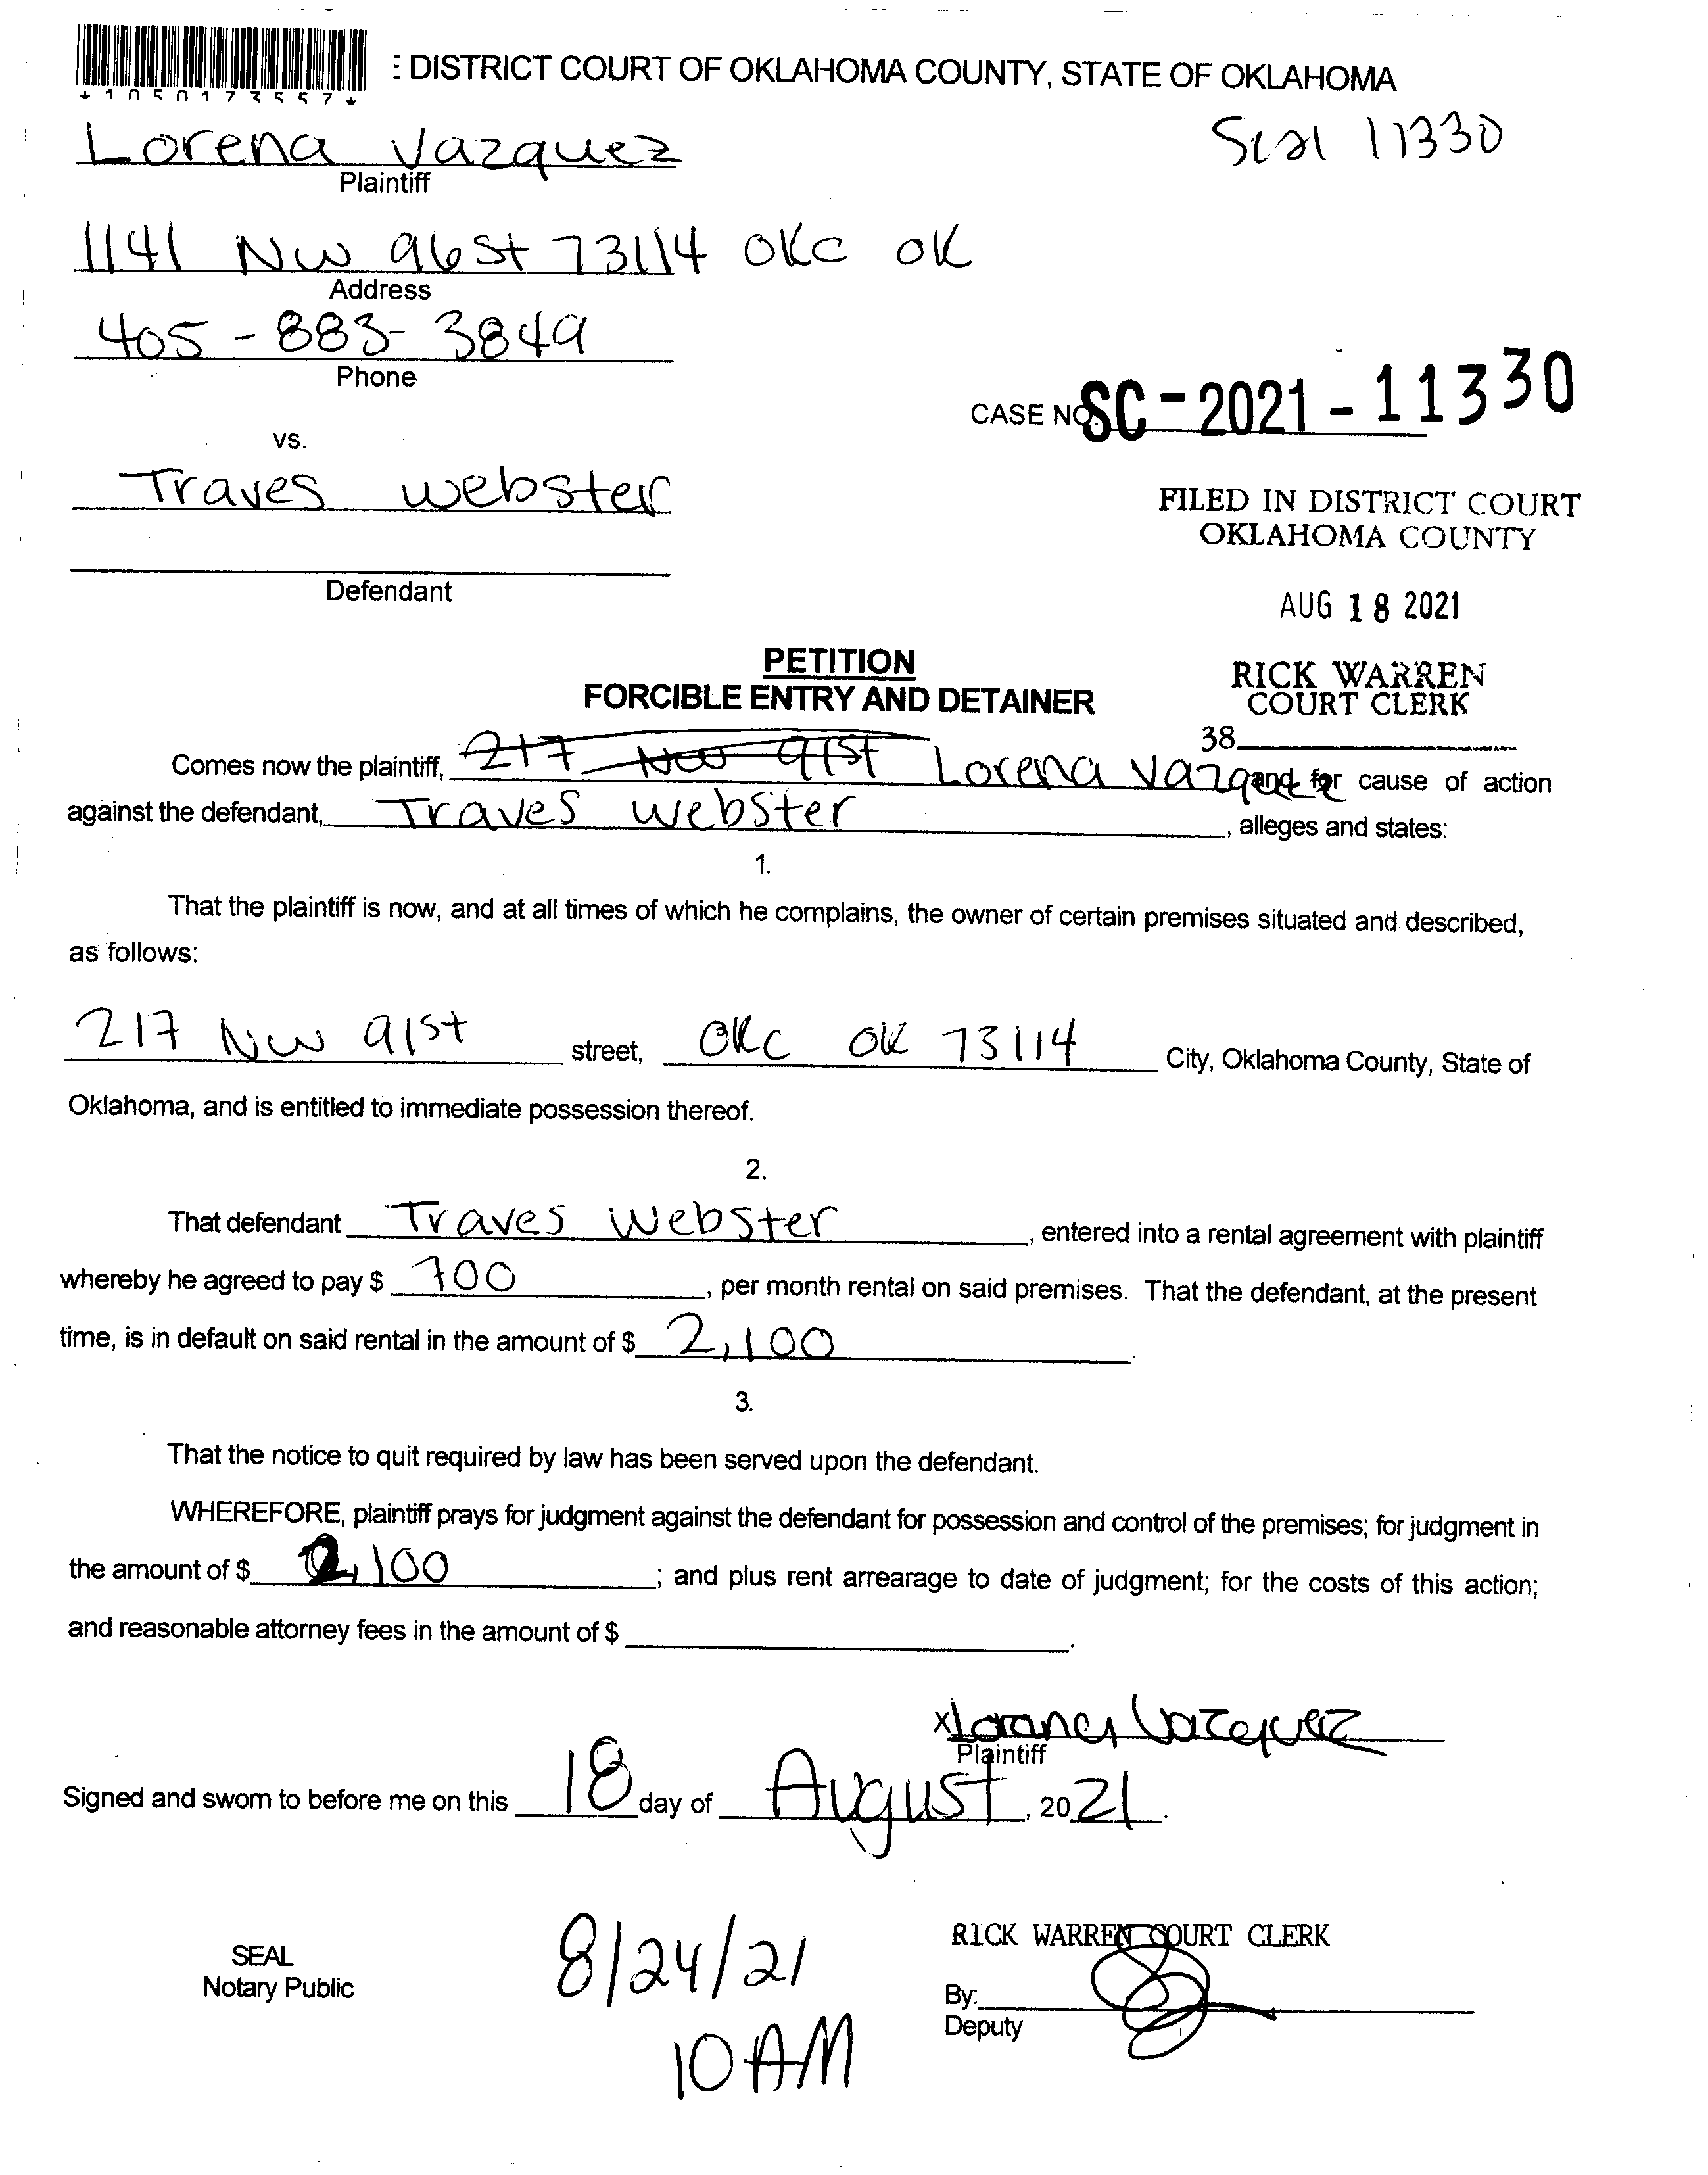 DISTRICT COURT OF OKLAHOMA COUNTY, STATE OF OKLAHOMA
*1050173557*
Lorena Vazquez
11330
Plaintiff
1141 NW 96st 73114 OKC OK
Address
405-883-3849
Phone
CASE NO. SC-2021-11330
vs.
Traves Webster
FILED IN DISTRICT COURT
OKLAHOMA COUNTY
Defendant
AUG 18 2021
PETITION
FORCIBLE ENTRY AND DETAINER
RICK WARREN
COURT CLERK
38
Comes now the plaintiff, 217 NW 91st Lorena Vazquez and for cause of action
against the defendant, Traves Webster, alleges and states:
1.
That the plaintiff is now, and at all times of which he complains, the owner of certain premises situated and described,
as follows:
217 NW 91st street, OKC OK 73114 City, Oklahoma County, State of
Oklahoma, and is entitled to immediate possession thereof.
2.
That defendant Traves Webster, entered into a rental agreement with plaintiff
whereby he agreed to pay $ 700, per month rental on said premises. That the defendant, at the present
time, is in default on said rental in the amount of $ 2,100.
3.
That the notice to quit required by law has been served upon the defendant.
WHEREFORE, plaintiff prays for judgment against the defendant for possession and control of the premises; for judgment in
the amount of $ 2,100; and plus rent arrearage to date of judgment; for the costs of this action;
and reasonable attorney fees in the amount of $ .
x Vazquez
Plaintiff
Signed and sworn to before me on this 18 day of August, 2021.
SEAL
Notary Public
8/24/21
10 AM
RICK WARREN COURT CLERK
By:
Deputy